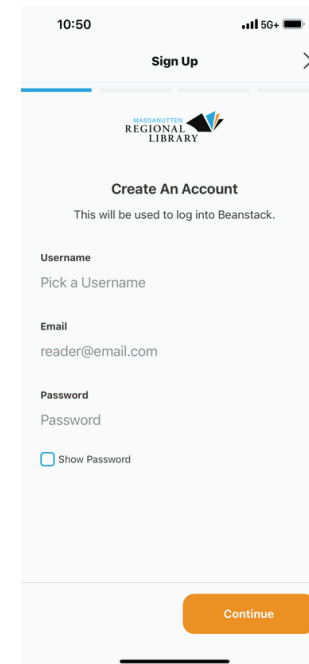 10:50
5G+
Sign Up
MASSANUTTEN
REGIONAL
LIBRARY
Create An Account
This will be used to log into Beanstack.
Username
Pick a Username
Email
reader@email.com
Password
Password
Show Password
Continue